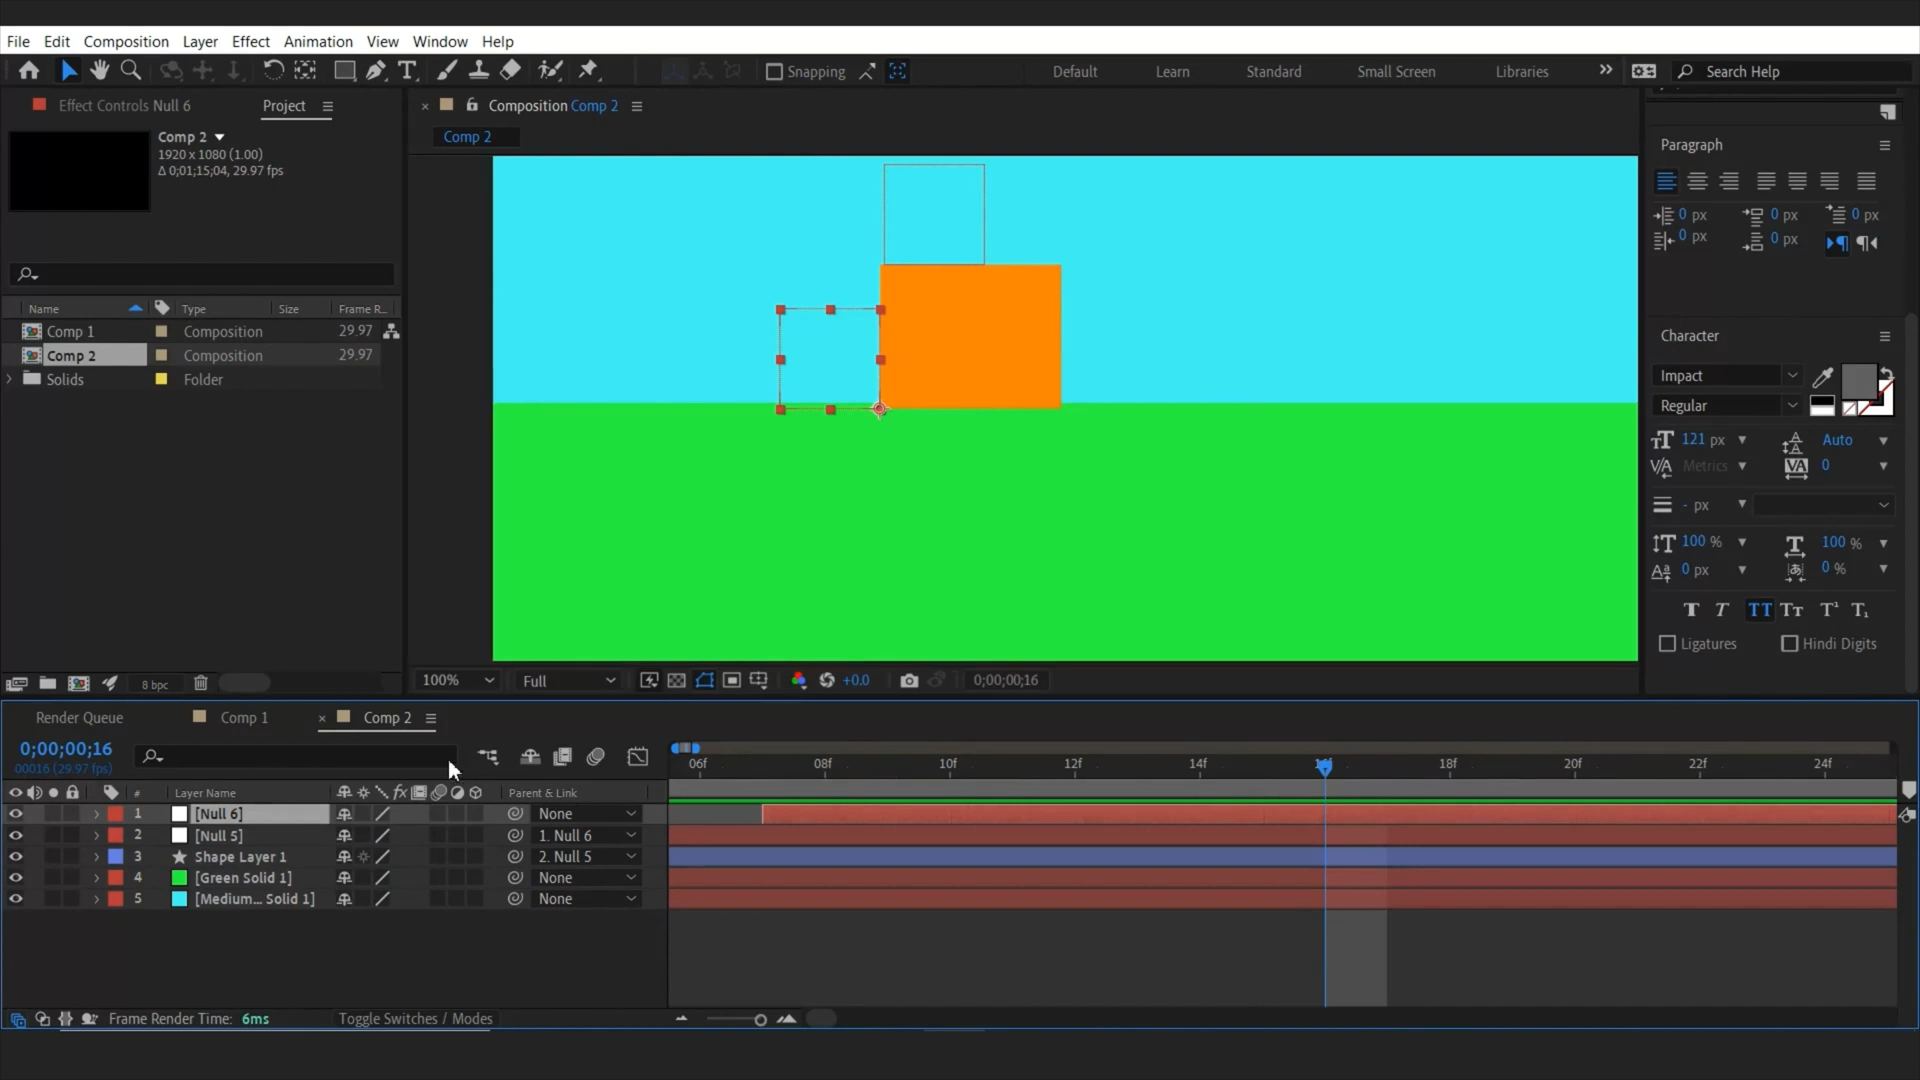 File Edit Composition Layer Effect Animation View Window Help
Snapping Default Learn Standard Small Screen Libraries Search Help
Effect Controls Null 6 Project
Composition Comp 2
Comp 2
Comp 2
1920 x 1080 (1.00)
Δ 0;01;15;04, 29.97 fps
Name Type Size Frame R...
Comp 1 Composition 29.97
Comp 2 Composition 29.97
Solids Folder
8 bpc
100% Full +0.0 0;00;00;16
Paragraph
0 px 0 px 0 px
0 px 0 px
Character
Impact
Regular
121 px Auto
Metrics 0
- px
100 % 100 %
0 px 0 %
T T TT Tт T¹ T₁
Ligatures Hindi Digits
Render Queue Comp 1 Comp 2
0;00;00;16
00016 (29.97 fps)
06f 08f 10f 12f 14f 16f 18f 20f 22f 24f
# Layer Name fx Parent & Link
1 [Null 6] None
2 [Null 5] 1. Null 6
3 Shape Layer 1 2. Null 5
4 [Green Solid 1] None
5 [Medium... Solid 1] None
Frame Render Time: 6ms Toggle Switches / Modes